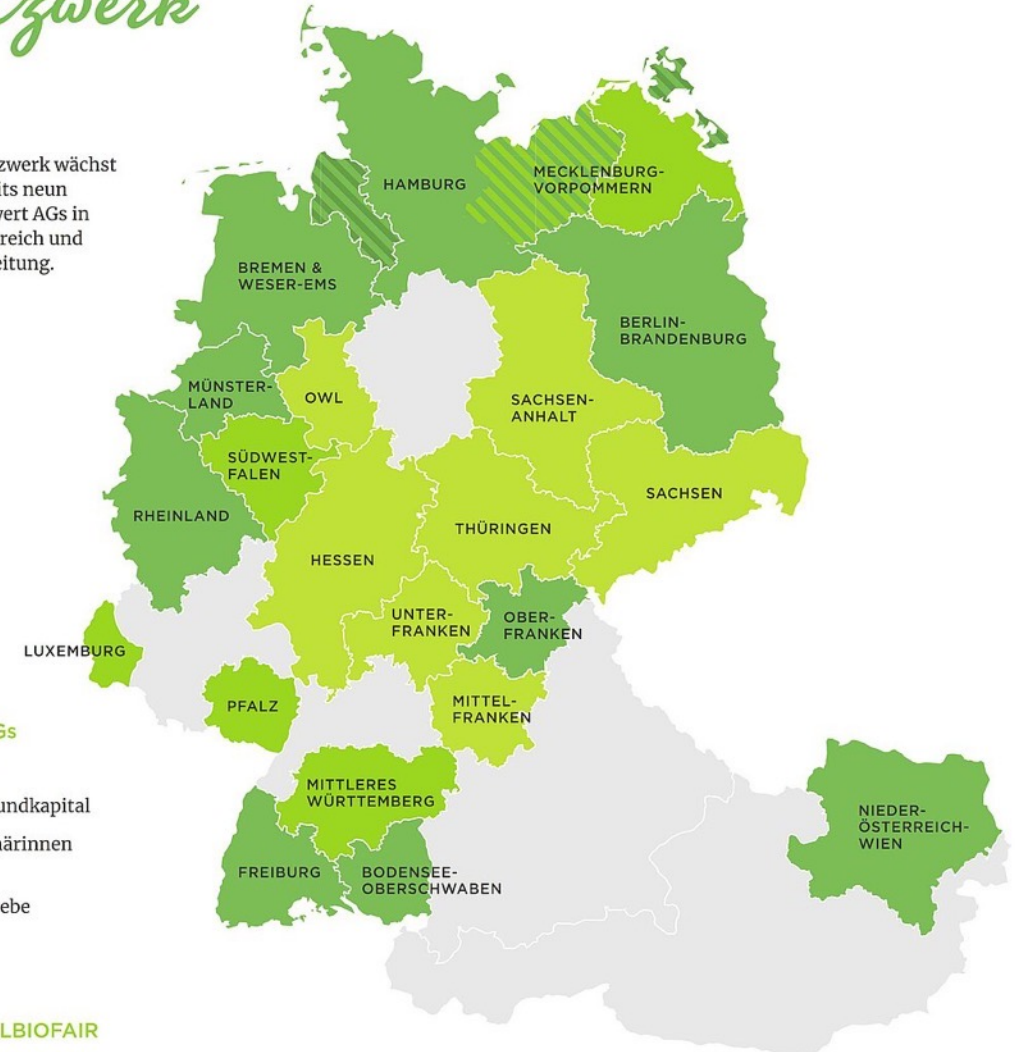 zwerk
zwerk wächst
its neun
vert AGs in
reich und
eitung.
HAMBURG
MECKLENBURG-
VORPOMMERN
BREMEN &
WESER-EMS
BERLIN-
BRANDENBURG
MÜNSTER-
LAND
OWL
SACHSEN-
ANHALT
SÜDWEST-
FALEN
SACHSEN
RHEINLAND
THÜRINGEN
HESSEN
UNTER-
FRANKEN
OBER-
FRANKEN
LUXEMBURG
PFALZ
MITTEL-
FRANKEN
Gs
MITTLERES
WÜRTTEMBERG
undkapital
NIEDER-
ÖSTERREICH-
WIEN
närinnen
FREIBURG
BODENSEE-
OBERSCHWABEN
ebe
LBIOFAIR